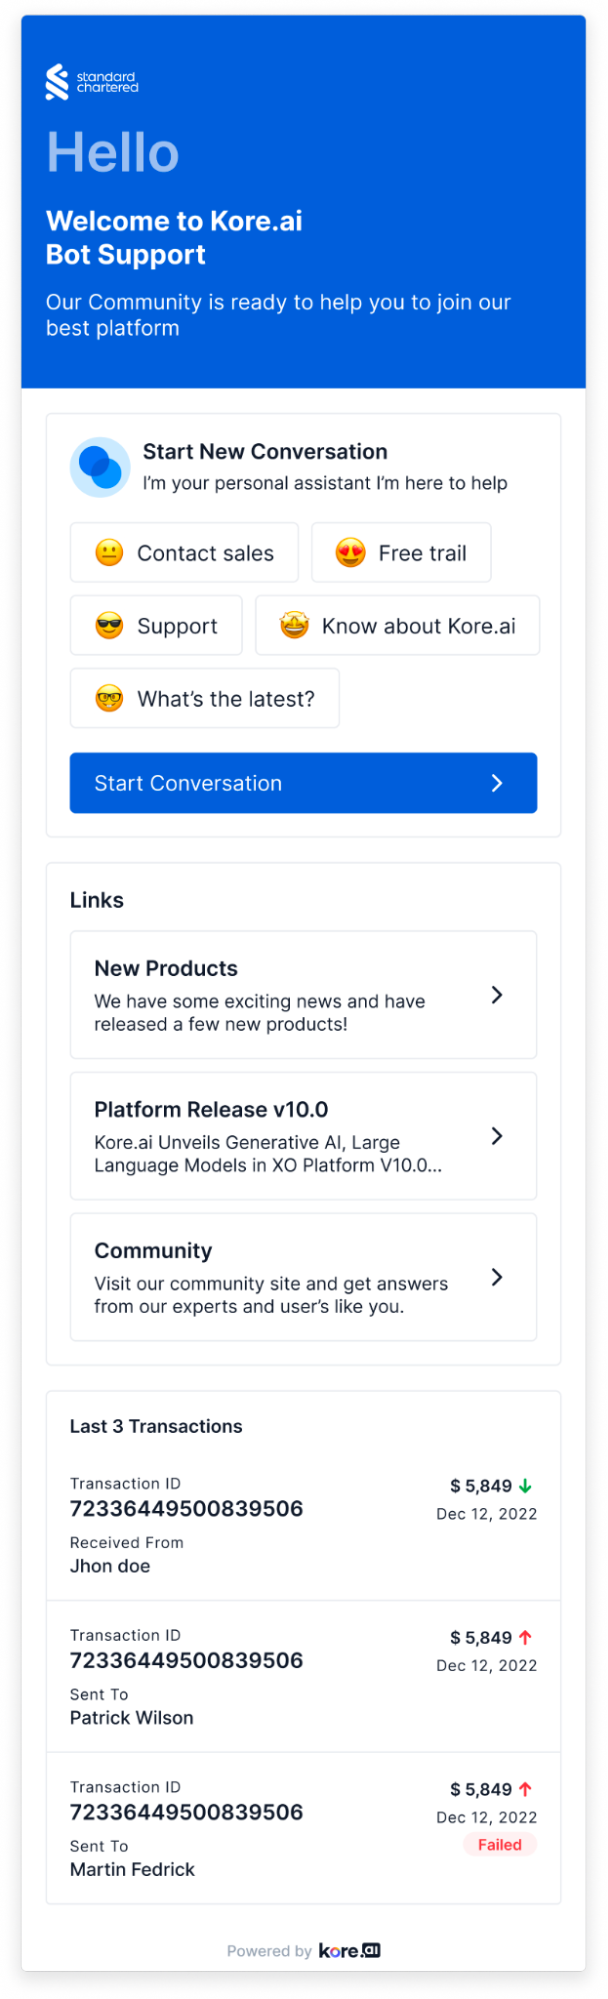 standard
chartered
Hello
Welcome to Kore.ai
Bot Support
Our Community is ready to help you to join our
best platform
Start New Conversation
I'm your personal assistant I'm here to help
Contact sales
Free trail
Support
Know about Kore.ai
What's the latest?
Start Conversation
Links
New Products
We have some exciting news and have
released a few new products!
Platform Release v10.0
Kore.ai Unveils Generative AI, Large
Language Models in XO Platform V10.0...
Community
Visit our community site and get answers
from our experts and user's like you.
Last 3 Transactions
Transaction ID
$ 5,849
72336449500839506
Dec 12, 2022
Received From
Jhon doe
Transaction ID
$ 5,849
72336449500839506
Dec 12, 2022
Sent To
Patrick Wilson
Transaction ID
$ 5,849
72336449500839506
Dec 12, 2022
Sent To
Failed
Martin Fedrick
Powered by kore.ai